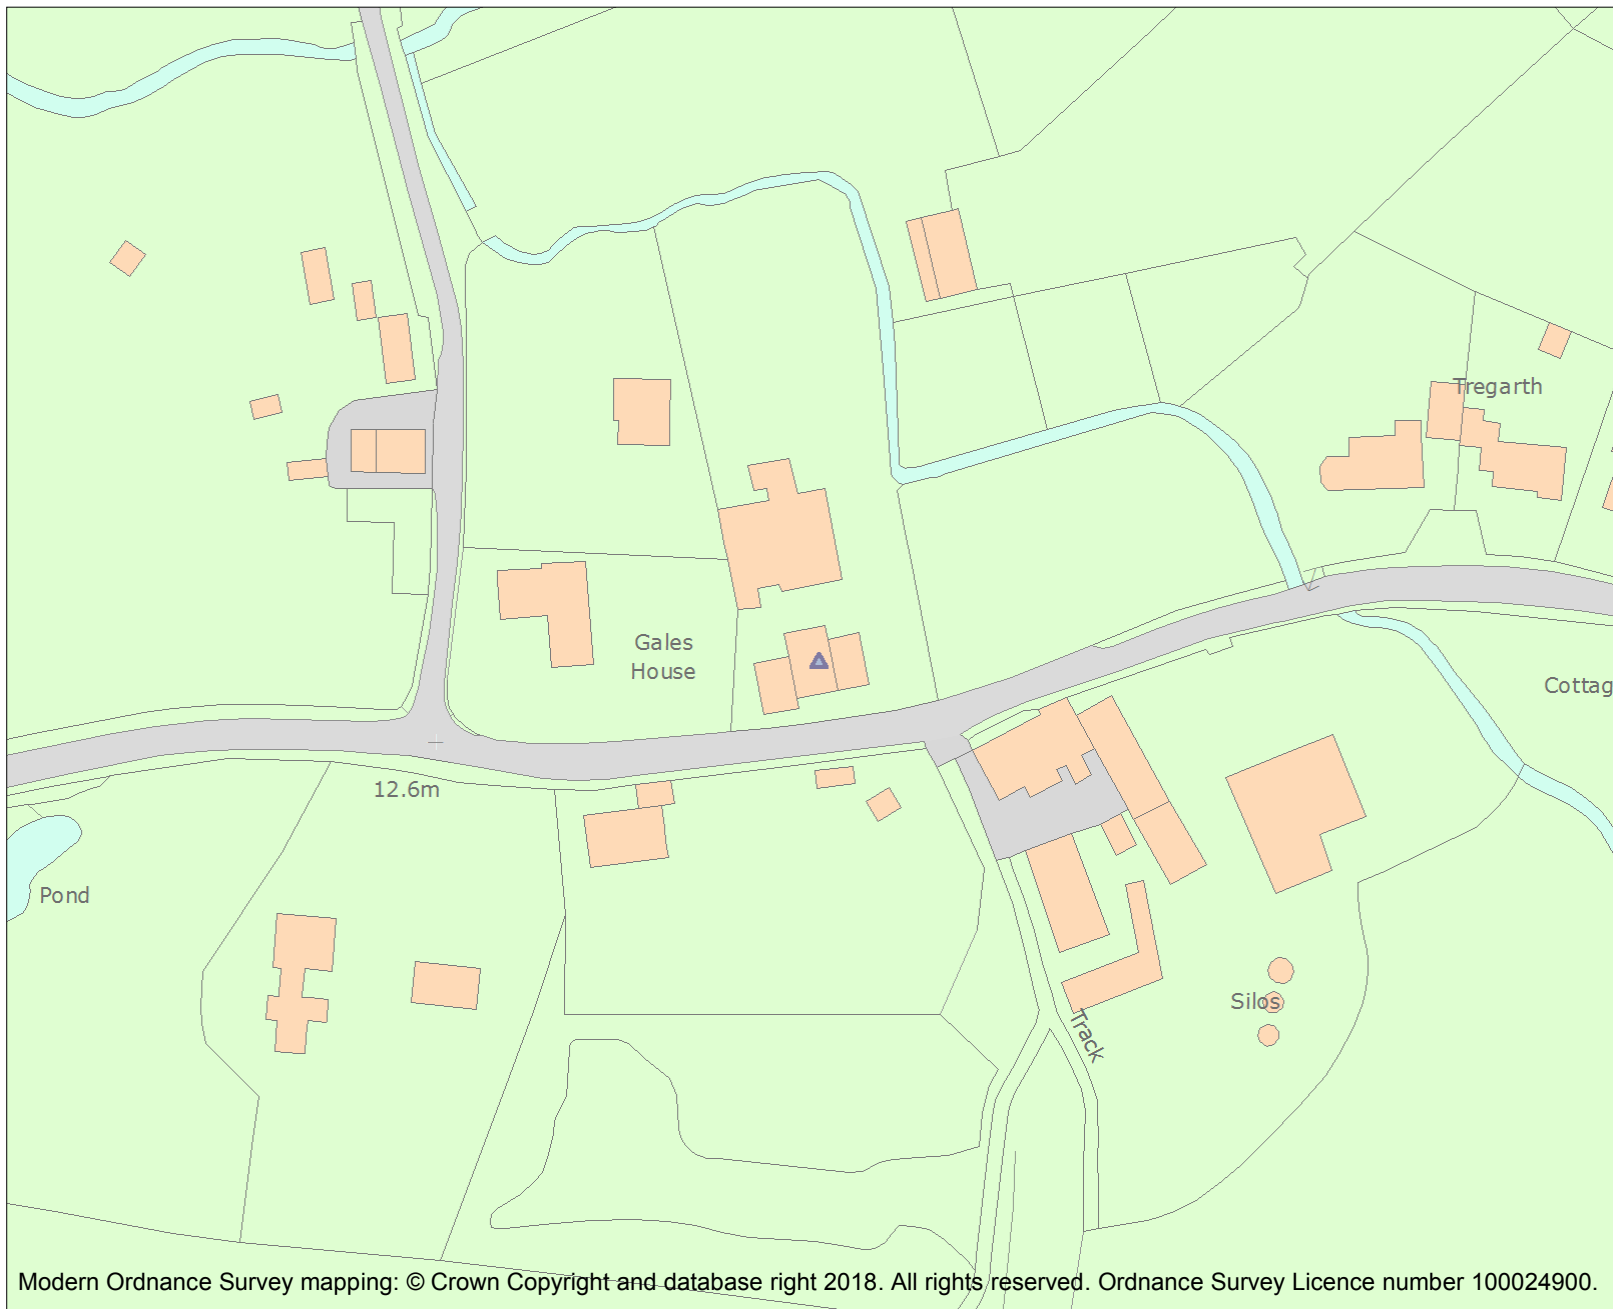 Tregarth
Gales
House
Cottag
12.6m
Pond
Silos
Track
Modern Ordnance Survey mapping: © Crown Copyright and database right 2018. All rights reserved. Ordnance Survey Licence number 100024900.